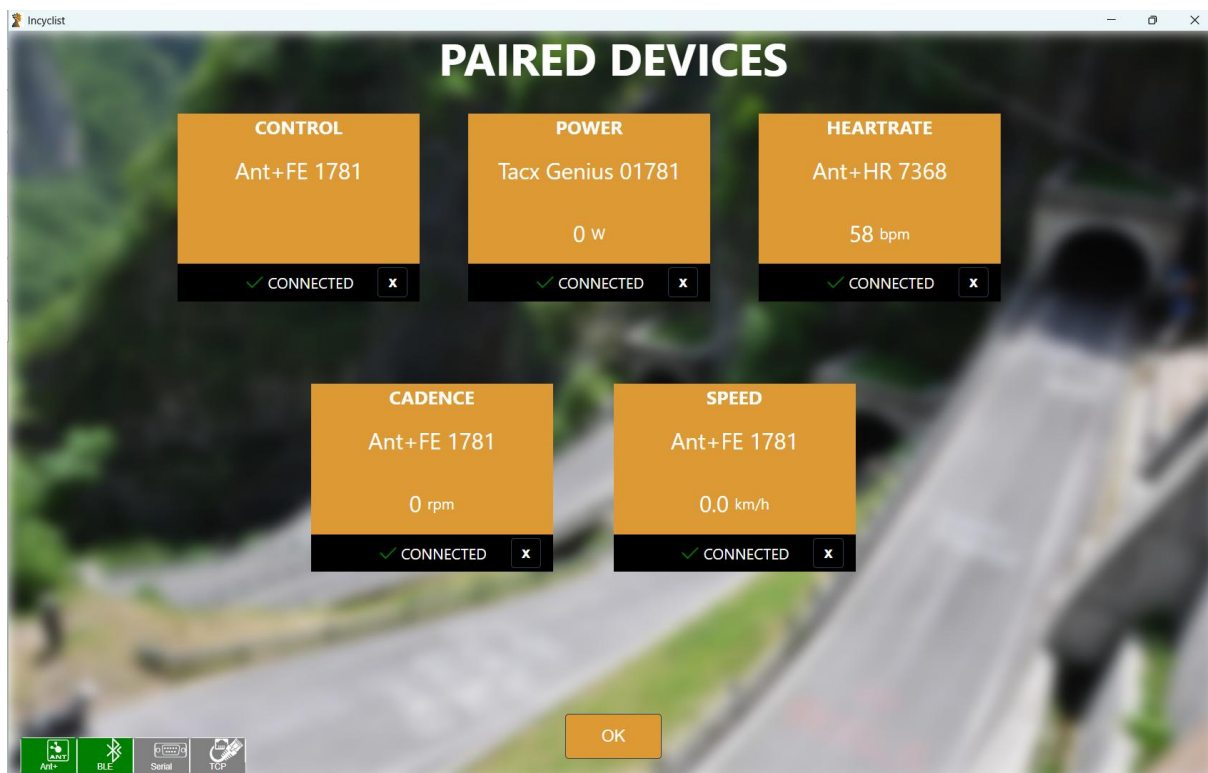 Incyclist
PAIRED DEVICES
CONTROL
Ant+FE 1781
CONNECTED x
POWER
Tacx Genius 01781
0 W
CONNECTED x
HEARTRATE
Ant+HR 7368
58 bpm
CONNECTED x
CADENCE
Ant+FE 1781
0 rpm
CONNECTED x
SPEED
Ant+FE 1781
0.0 km/h
CONNECTED x
OK
ANT
Ant+
BLE
Serial
TCP